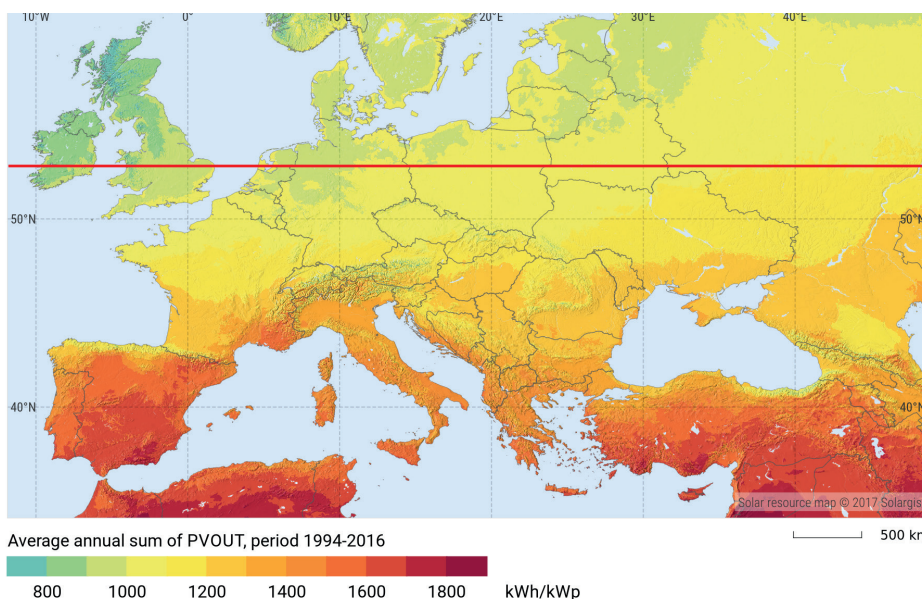 10°W 0° 10°E 20°E 30°E 40°E
50°N 50°N
40°N 40°N
Solar resource map © 2017 Solargis
500 km
Average annual sum of PVOUT, period 1994-2016
800 1000 1200 1400 1600 1800 kWh/kWp